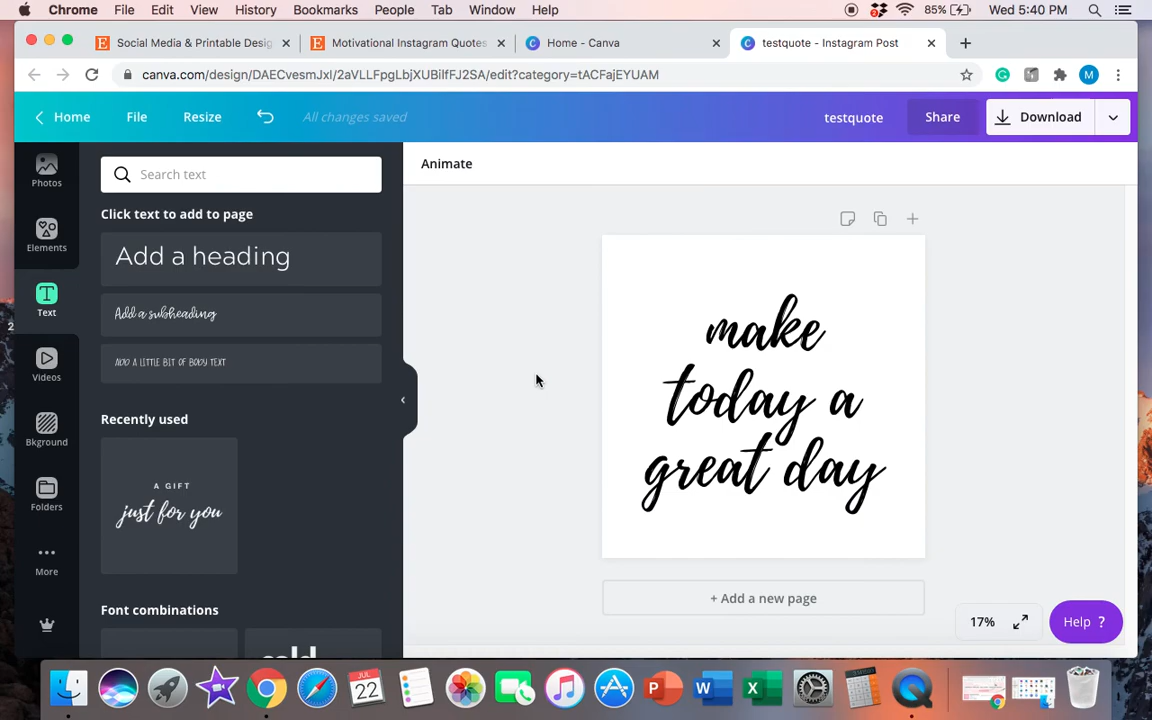 Chrome File Edit View History Bookmarks People Tab Window Help 85% Wed 5:40 PM
Social Media & Printable Desig Motivational Instagram Quotes Home - Canva testquote - Instagram Post
canva.com/design/DAECvesmJxI/2aVLLFpgLbjXUBilfFJ2SA/edit?category=tACFajEYUAM M
Home File Resize All changes saved testquote Share Download
Photos
Elements
Text
Videos
Bkground
Folders
More
Search text
Click text to add to page
Add a heading
Add a subheading
ADD A LITTLE BIT OF BODY TEXT
Recently used
A GIFT
just for you
Font combinations
Animate
make
today a
great day
+ Add a new page
17% Help ?
JUL
22